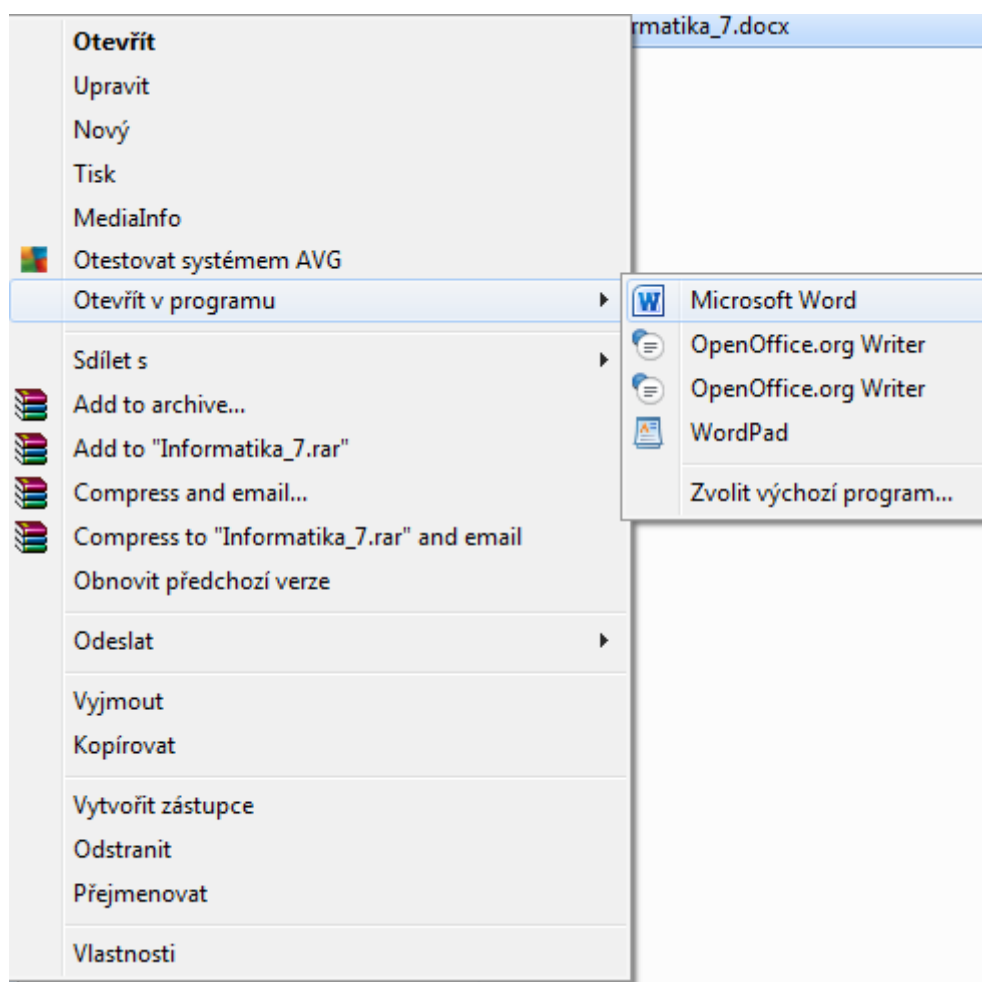 rmatika_7.docx
Otevřít
Upravit
Nový
Tisk
MediaInfo
Otestovat systémem AVG
Otevřít v programu
Sdílet s
Add to archive...
Add to "Informatika_7.rar"
Compress and email...
Compress to "Informatika_7.rar" and email
Obnovit předchozí verze
Odeslat
Vyjmout
Kopírovat
Vytvořit zástupce
Odstranit
Přejmenovat
Vlastnosti
Microsoft Word
OpenOffice.org Writer
OpenOffice.org Writer
WordPad
Zvolit výchozí program...